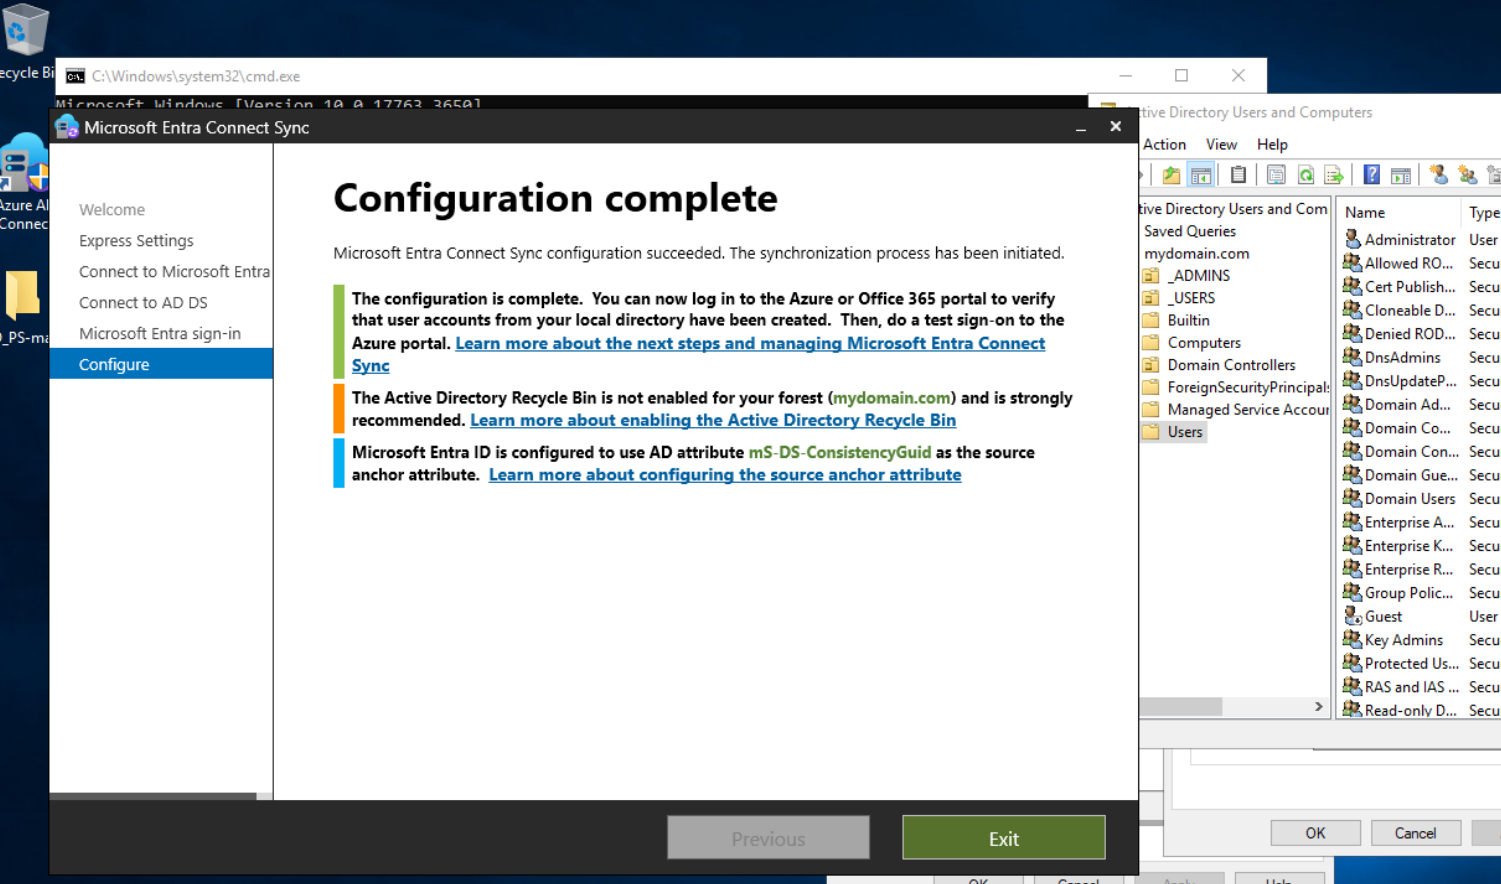 ecycle Bi
C:\Windows\system32\cmd.exe
Microsoft Windows [Version 10.0.17763.3650]
Microsoft Entra Connect Sync
Azure AD
Connec
_PS-ma
Welcome
Express Settings
Connect to Microsoft Entra
Connect to AD DS
Microsoft Entra sign-in
Configure
Configuration complete
Microsoft Entra Connect Sync configuration succeeded. The synchronization process has been initiated.
The configuration is complete. You can now log in to the Azure or Office 365 portal to verify
that user accounts from your local directory have been created. Then, do a test sign-on to the
Azure portal. Learn more about the next steps and managing Microsoft Entra Connect
Sync
The Active Directory Recycle Bin is not enabled for your forest (mydomain.com) and is strongly
recommended. Learn more about enabling the Active Directory Recycle Bin
Microsoft Entra ID is configured to use AD attribute mS-DS-ConsistencyGuid as the source
anchor attribute. Learn more about configuring the source anchor attribute
Previous
Exit
tive Directory Users and Computers
Action View Help
tive Directory Users and Com
Saved Queries
mydomain.com
_ADMINS
_USERS
Builtin
Computers
Domain Controllers
ForeignSecurityPrincipals
Managed Service Accour
Users
Name Type
Administrator User
Allowed RO... Secu
Cert Publish... Secu
Cloneable D... Secu
Denied ROD... Secu
DnsAdmins Secu
DnsUpdateP... Secu
Domain Ad... Secu
Domain Co... Secu
Domain Con... Secu
Domain Gue... Secu
Domain Users Secu
Enterprise A... Secu
Enterprise K... Secu
Enterprise R... Secu
Group Polic... Secu
Guest User
Key Admins Secu
Protected Us... Secu
RAS and IAS ... Secu
Read-only D... Secu
OK Cancel
OK Cancel Apply Help